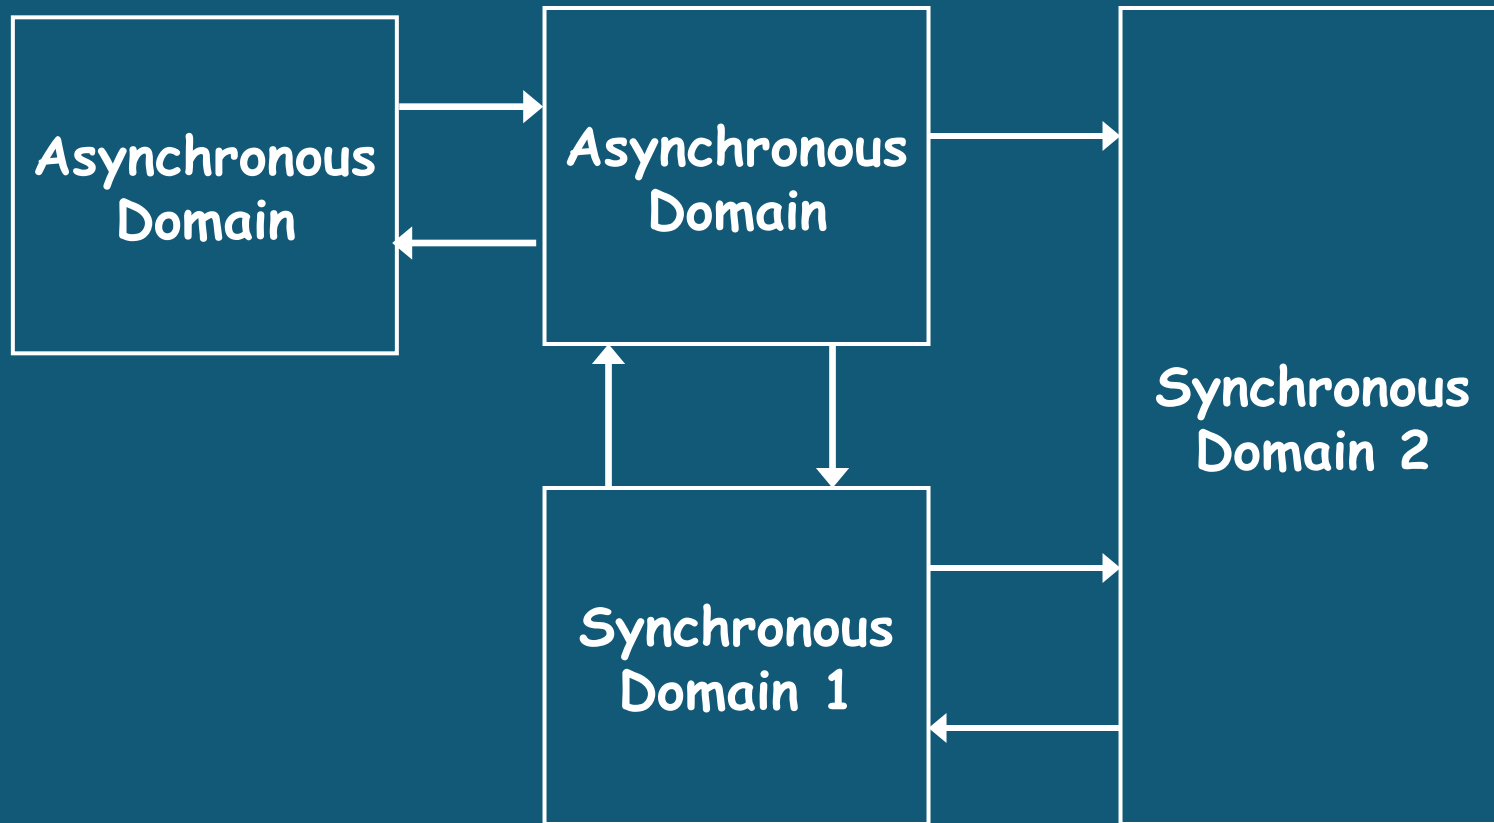 Asynchronous
Domain
Asynchronous
Domain
Synchronous
Domain 2
Synchronous
Domain 1